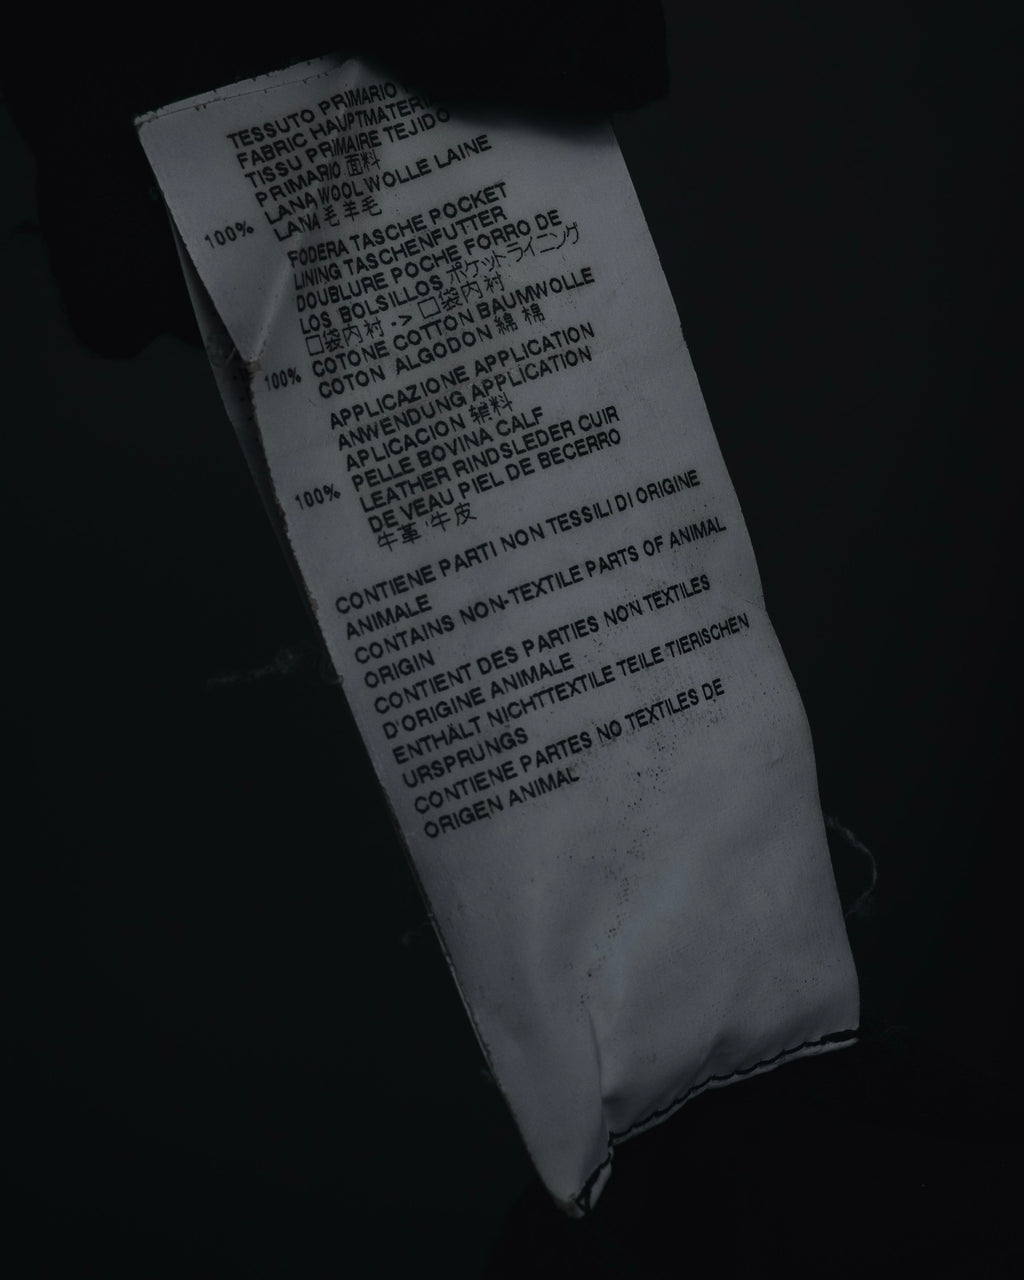 TESSUTO PRIMARIO
FABRIC HAUPTMATERI
TISSU PRIMAIRE TEJIDO
PRIMARIO 面料
LANA WOOL WOLLE LAINE
100% LANA 毛 羊毛
FODERA TASCHE POCKET
LINING TASCHENFUTTER
DOUBLURE POCHE FORRO DE
LOS BOLSILLOS ポケットライニング
口袋内衬 -> 口袋内衬
COTONE COTTON BAUMWOLLE
100% COTON ALGODON 綿 棉
APPLICAZIONE APPLICATION
ANWENDUNG APPLICATION
APLICACION 辅料
PELLE BOVINA CALF
100% LEATHER RINDSLEDER CUIR
DE VEAU PIEL DE BECERRO
牛革 牛皮
CONTIENE PARTI NON TESSILI DI ORIGINE
ANIMALE
CONTAINS NON-TEXTILE PARTS OF ANIMAL
ORIGIN
CONTIENT DES PARTIES NON TEXTILES
D'ORIGINE ANIMALE
ENTHÄLT NICHTTEXTILE TEILE TIERISCHEN
URSPRUNGS
CONTIENE PARTES NO TEXTILES DE
ORIGEN ANIMAL